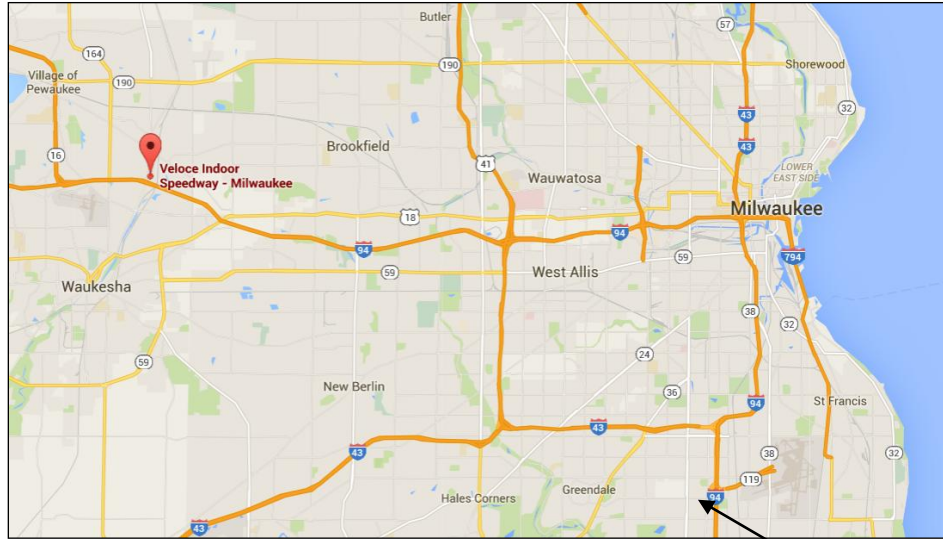 Butler
57
164
190
Shorewood
Village of
Pewaukee
190
32
43
16
Brookfield
41
43
Veloce Indoor
Speedway - Milwaukee
Wauwatosa
LOWER
EAST SIDE
18
Milwaukee
94
94
59
794
59
West Allis
Waukesha
38
32
24
59
New Berlin
36
St Francis
94
43
43
38
32
119
Hales Corners
Greendale
94
43